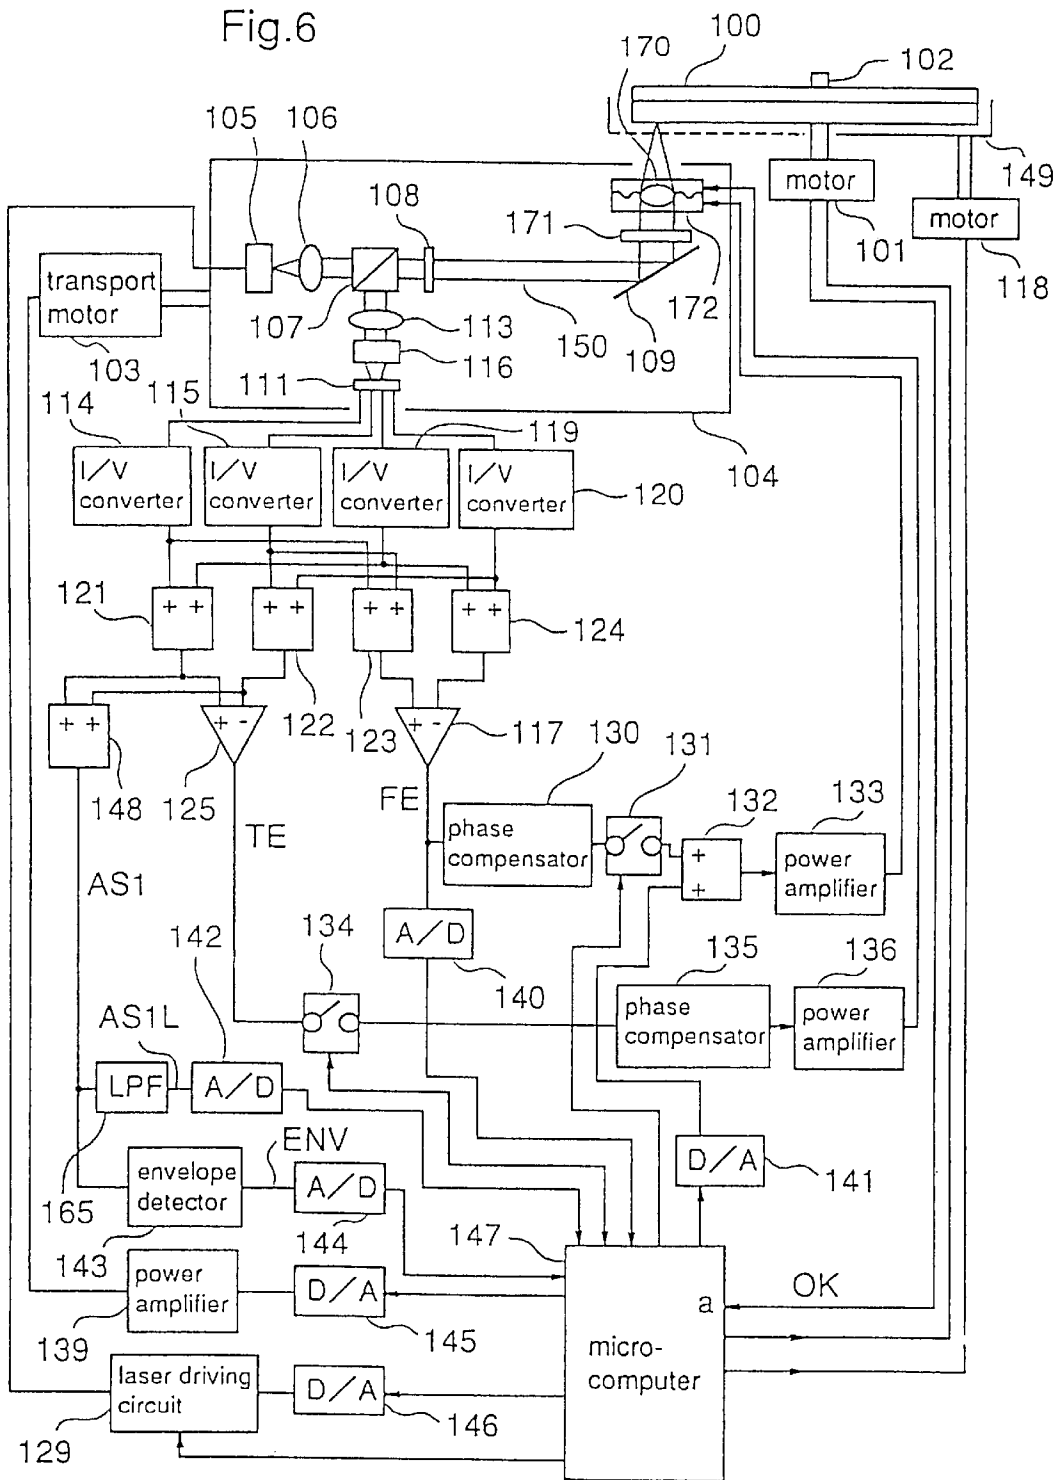 Fig.6
170
100
102
105
106
108
149
motor
motor
171
101
118
transport
motor
107
113
172
150
109
103
116
111
114
115
119
104
I/V
converter
I/V
converter
I/V
converter
I/V
converter
120
121
+ +
+ +
+ +
+ +
124
122
123
+ +
+ -
+ -
117
148
125
130
131
132
133
FE
TE
phase
compensator
+
+
power
amplifier
AS1
A/D
142
134
140
135
136
AS1L
phase
compensator
power
amplifier
LPF
A/D
ENV
D/A
141
165
envelope
detector
A/D
147
143
144
power
amplifier
D/A
a
OK
139
145
micro-
computer
laser driving
circuit
D/A
146
129